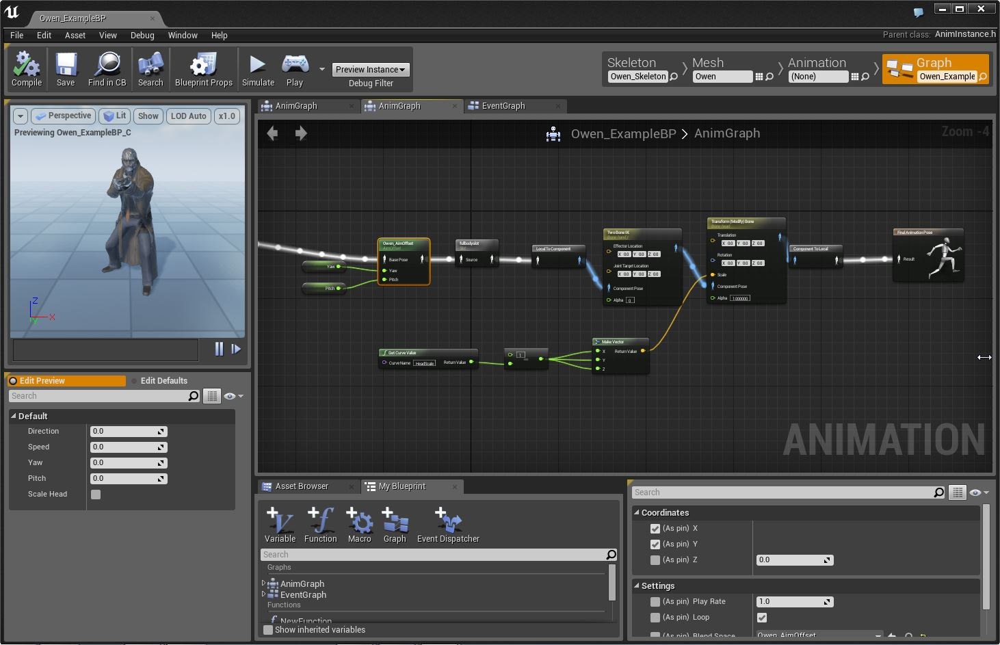 Owen_ExampleBP
File Edit Asset View Debug Window Help
Parent class: AnimInstance.h
Compile Save Find in CB Search Blueprint Props Simulate Play
Preview Instance
Debug Filter
Skeleton
Owen_Skeleton
Mesh
Owen
Animation
(None)
Graph
Owen_Example
Perspective Lit Show LOD Auto x1.0
Previewing Owen_ExampleBP_C
Z
X
Y
AnimGraph
AnimGraph
EventGraph
Owen_ExampleBP > AnimGraph
Zoom -4
Yaw
Pitch
Owen_AimOffset
AimOffset
Base Pose
Yaw
Pitch
fullbodyslot
Slot
Source
Local To Component
Two Bone IK
Bone: hand_r
Effector Location
X 0.0 Y 0.0 Z 0.0
Joint Target Location
X 0.0 Y 0.0 Z 0.0
Component Pose
Alpha 0
Transform (Modify) Bone
Bone: head
Translation
X 0.0 Y 0.0 Z 0.0
Rotation
X 0.0 Y 0.0 Z 0.0
Scale
Component Pose
Alpha 1.000000
Component To Local
Final Animation Pose
Result
Get Curve Value
Curve Name HeadScale Return Value
1
Make Vector
X Return Value
Y
Z
ANIMATION
Edit Preview
Edit Defaults
Search
Default
Direction 0.0
Speed 0.0
Yaw 0.0
Pitch 0.0
Scale Head
Asset Browser
My Blueprint
Variable Function Macro Graph Event Dispatcher
Search
Graphs
AnimGraph
EventGraph
Functions
NewFunction
Show inherited variables
Search
Coordinates
(As pin) X
(As pin) Y
(As pin) Z 0.0
Settings
(As pin) Play Rate 1.0
(As pin) Loop
(As pin) Blend Space Owen_AimOffset